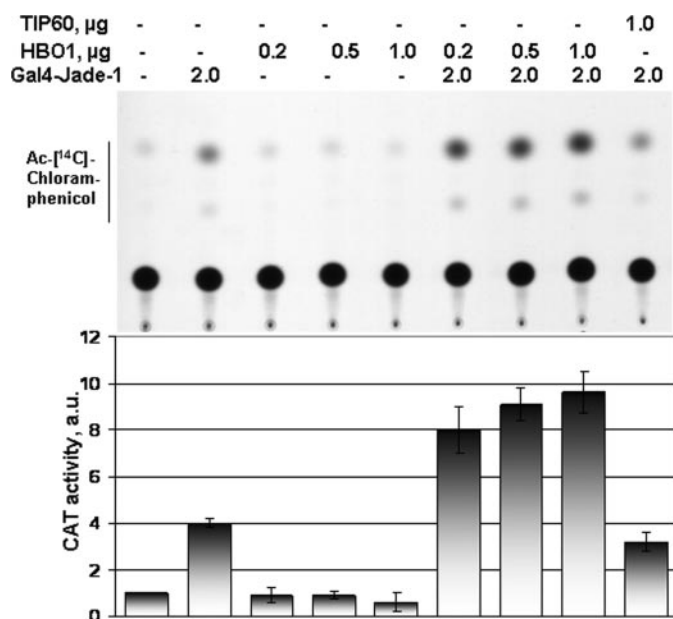 TIP60, µg - - - - - - - - 1.0
HBO1, µg - - 0.2 0.5 1.0 0.2 0.5 1.0 -
Gal4-Jade-1 - 2.0 - - - 2.0 2.0 2.0 2.0
Ac-[¹⁴C]-
Chloram-
phenicol
CAT activity, a.u.
12
10
8
6
4
2
0